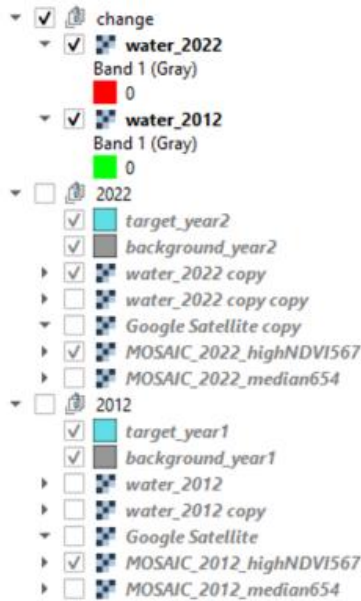 change
water_2022
Band 1 (Gray)
0
water_2012
Band 1 (Gray)
0
2022
target_year2
background_year2
water_2022 copy
water_2022 copy copy
Google Satellite copy
MOSAIC_2022_highNDVI567
MOSAIC_2022_median654
2012
target_year1
background_year1
water_2012
water_2012 copy
Google Satellite
MOSAIC_2012_highNDVI567
MOSAIC_2012_median654